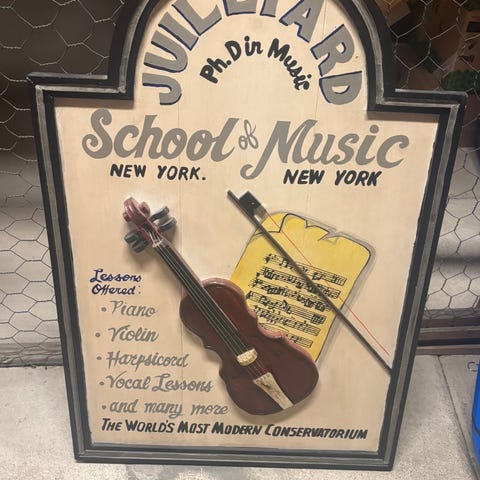 JUILLIARD
Ph.D in Music
School of Music
NEW YORK. NEW YORK
Lessons
Offered:
• Piano
• Violin
• Harpsicord
• Vocal Lessons
• and many more
THE WORLD'S MOST MODERN CONSERVATORIUM